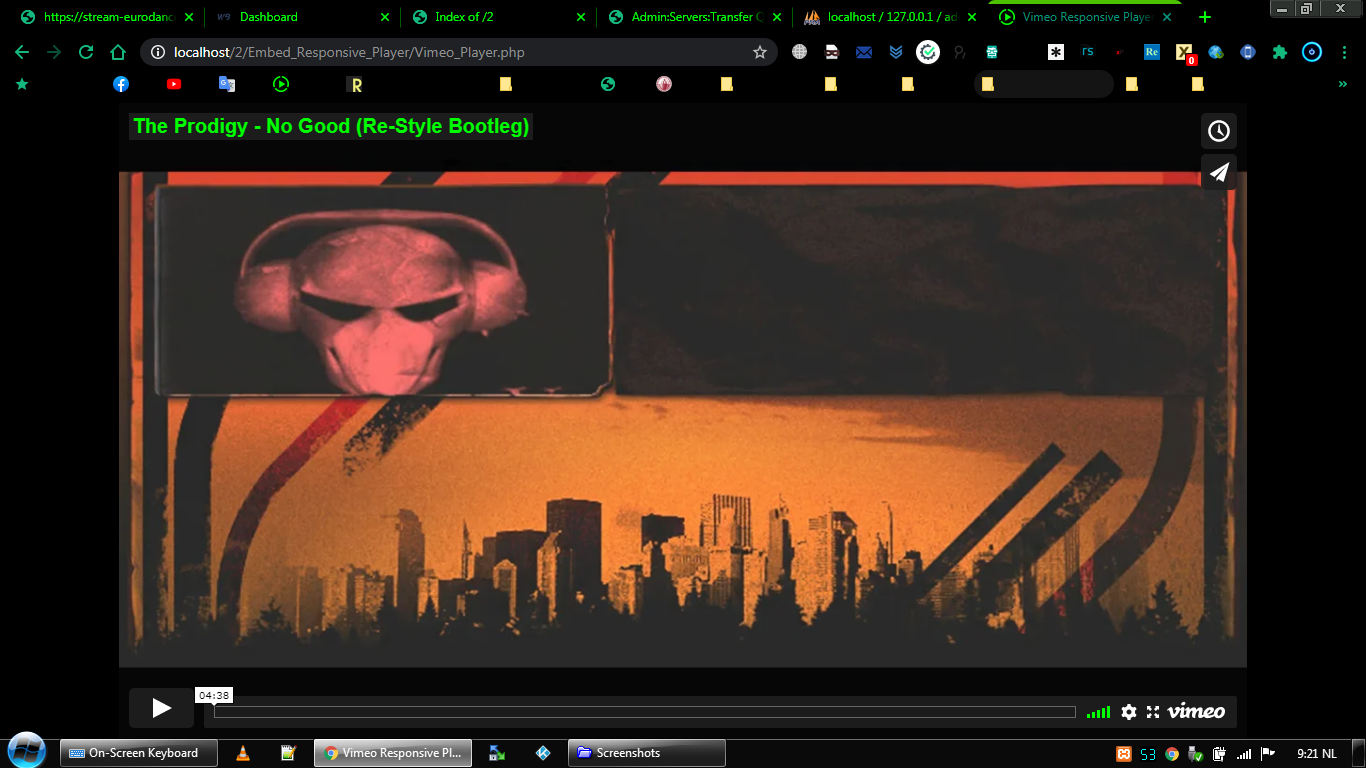 https://stream-eurodanc
Dashboard
Index of /2
Admin:Servers:Transfer C
localhost / 127.0.0.1 / ad
Vimeo Responsive Playe
localhost/2/Embed_Responsive_Player/Vimeo_Player.php
Re
0
R
The Prodigy - No Good (Re-Style Bootleg)
04:38
vimeo
On-Screen Keyboard
Vimeo Responsive Pl...
Screenshots
53
9:21 NL